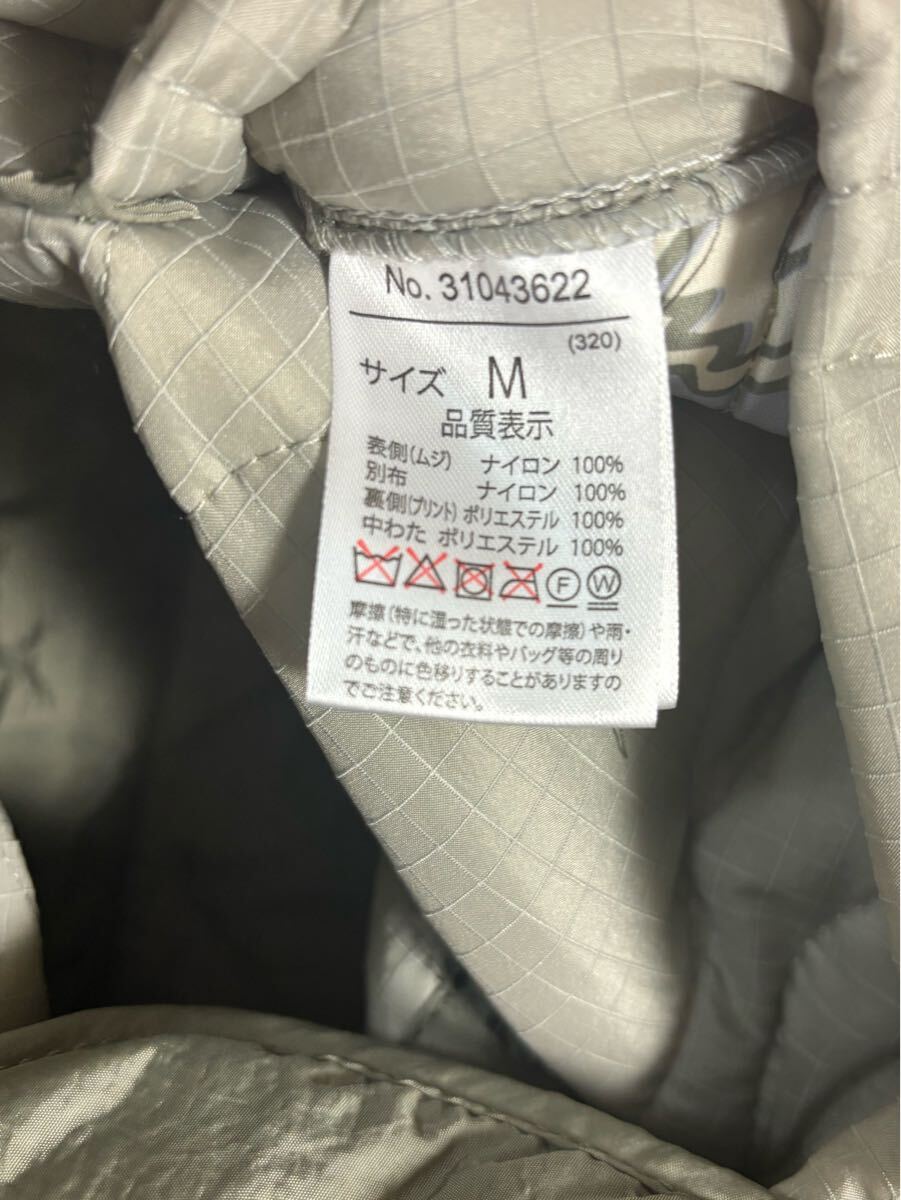 No. 31043622
(320)
サイズ M
品質表示
表側(ムジ) ナイロン 100%
別布 ナイロン 100%
裏側(プリント) ポリエステル 100%
中わた ポリエステル 100%
F W
摩擦(特に湿った状態での摩擦)や雨・
汗などで、他の衣料やバッグ等の周り
のものに色移りすることがありますの
でご注意ください。